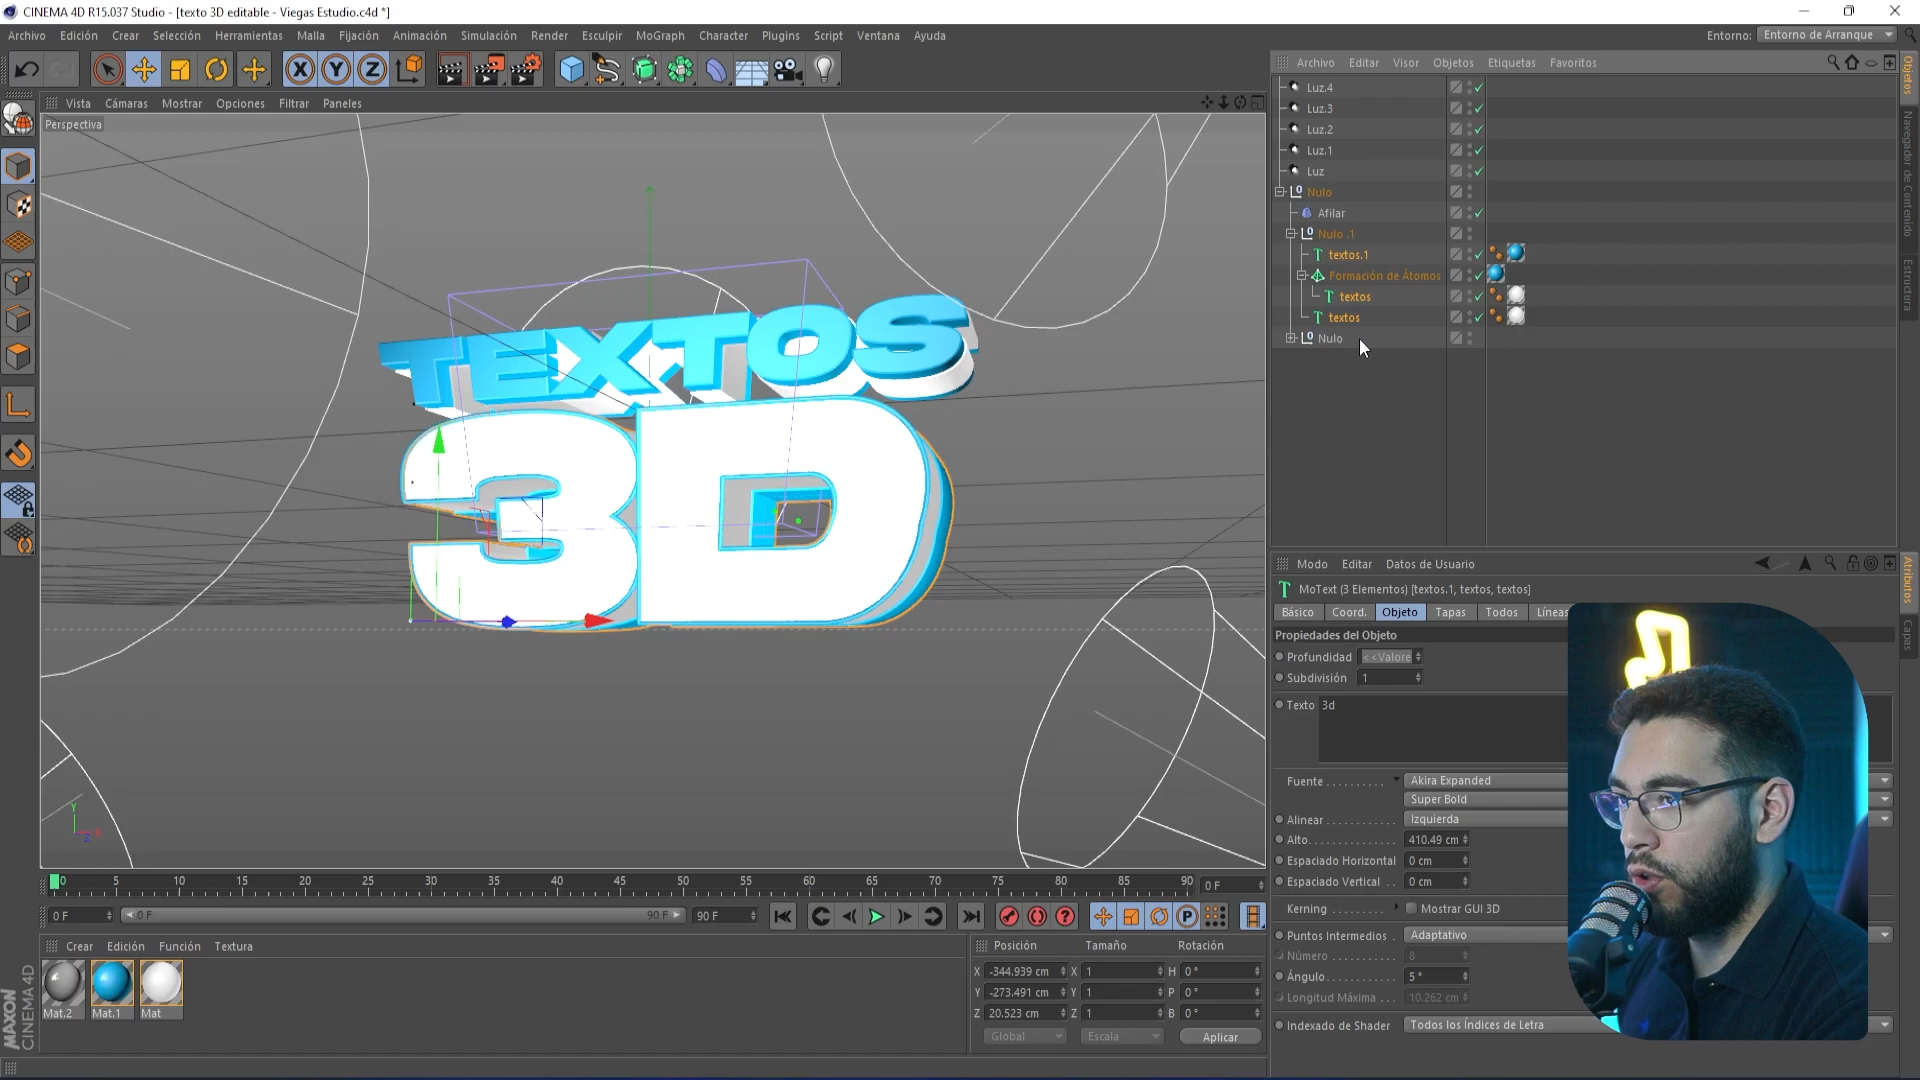 CINEMA 4D R15.037 Studio - [texto 3D editable - Viegas Estudio.c4d *]
Archivo Edición Crear Selección Herramientas Malla Fijación Animación Simulación Render Esculpir MoGraph Character Plugins Script Ventana Ayuda
Entorno: Entorno de Arranque
X Y Z
Archivo Editar Visor Objetos Etiquetas Favoritos
Objetos
Navegador de Contenido
Estructura
Vista Cámaras Mostrar Opciones Filtrar Paneles
Perspectiva
Luz.4
Luz.3
Luz.2
Luz.1
Luz
Nulo
Afilar
Nulo .1
textos.1
Formación de Átomos
textos
textos
Nulo
TEXTOS
3D
Y
Z
Modo Editar Datos de Usuario
Atributos
Capas
MoText (3 Elementos) [textos.1, textos, textos]
Básico Coord. Objeto Tapas Todos Líneas
Propiedades del Objeto
Profundidad <<Valore
Subdivisión 1
Texto 3d
Fuente . . . . . . . . . Akira Expanded
Super Bold
Alinear . . . . . . . . . . . Izquierda
Alto. . . . . . . . . . . . . 410.49 cm
Espaciado Horizontal 0 cm
Espaciado Vertical . . 0 cm
Kerning . . . . . . . . Mostrar GUI 3D
Puntos Intermedios . Adaptativo
Número . . . . . . . . . . . 8
Ángulo. . . . . . . . . . . . 5 °
Longitud Máxima . . . 10.262 cm
Indexado de Shader Todos los Índices de Letra
0 5 10 15 20 25 30 35 40 45 50 55 60 65 70 75 80 85 90 0 F
0 F 0 F 90 F 90 F
P
Crear Edición Función Textura
Mat.2 Mat.1 Mat
Posición Tamaño Rotación
X -344.939 cm X 1 H 0 °
Y -273.491 cm Y 1 P 0 °
Z 20.523 cm Z 1 B 0 °
Global Escala Aplicar
MAXON
CINEMA 4D